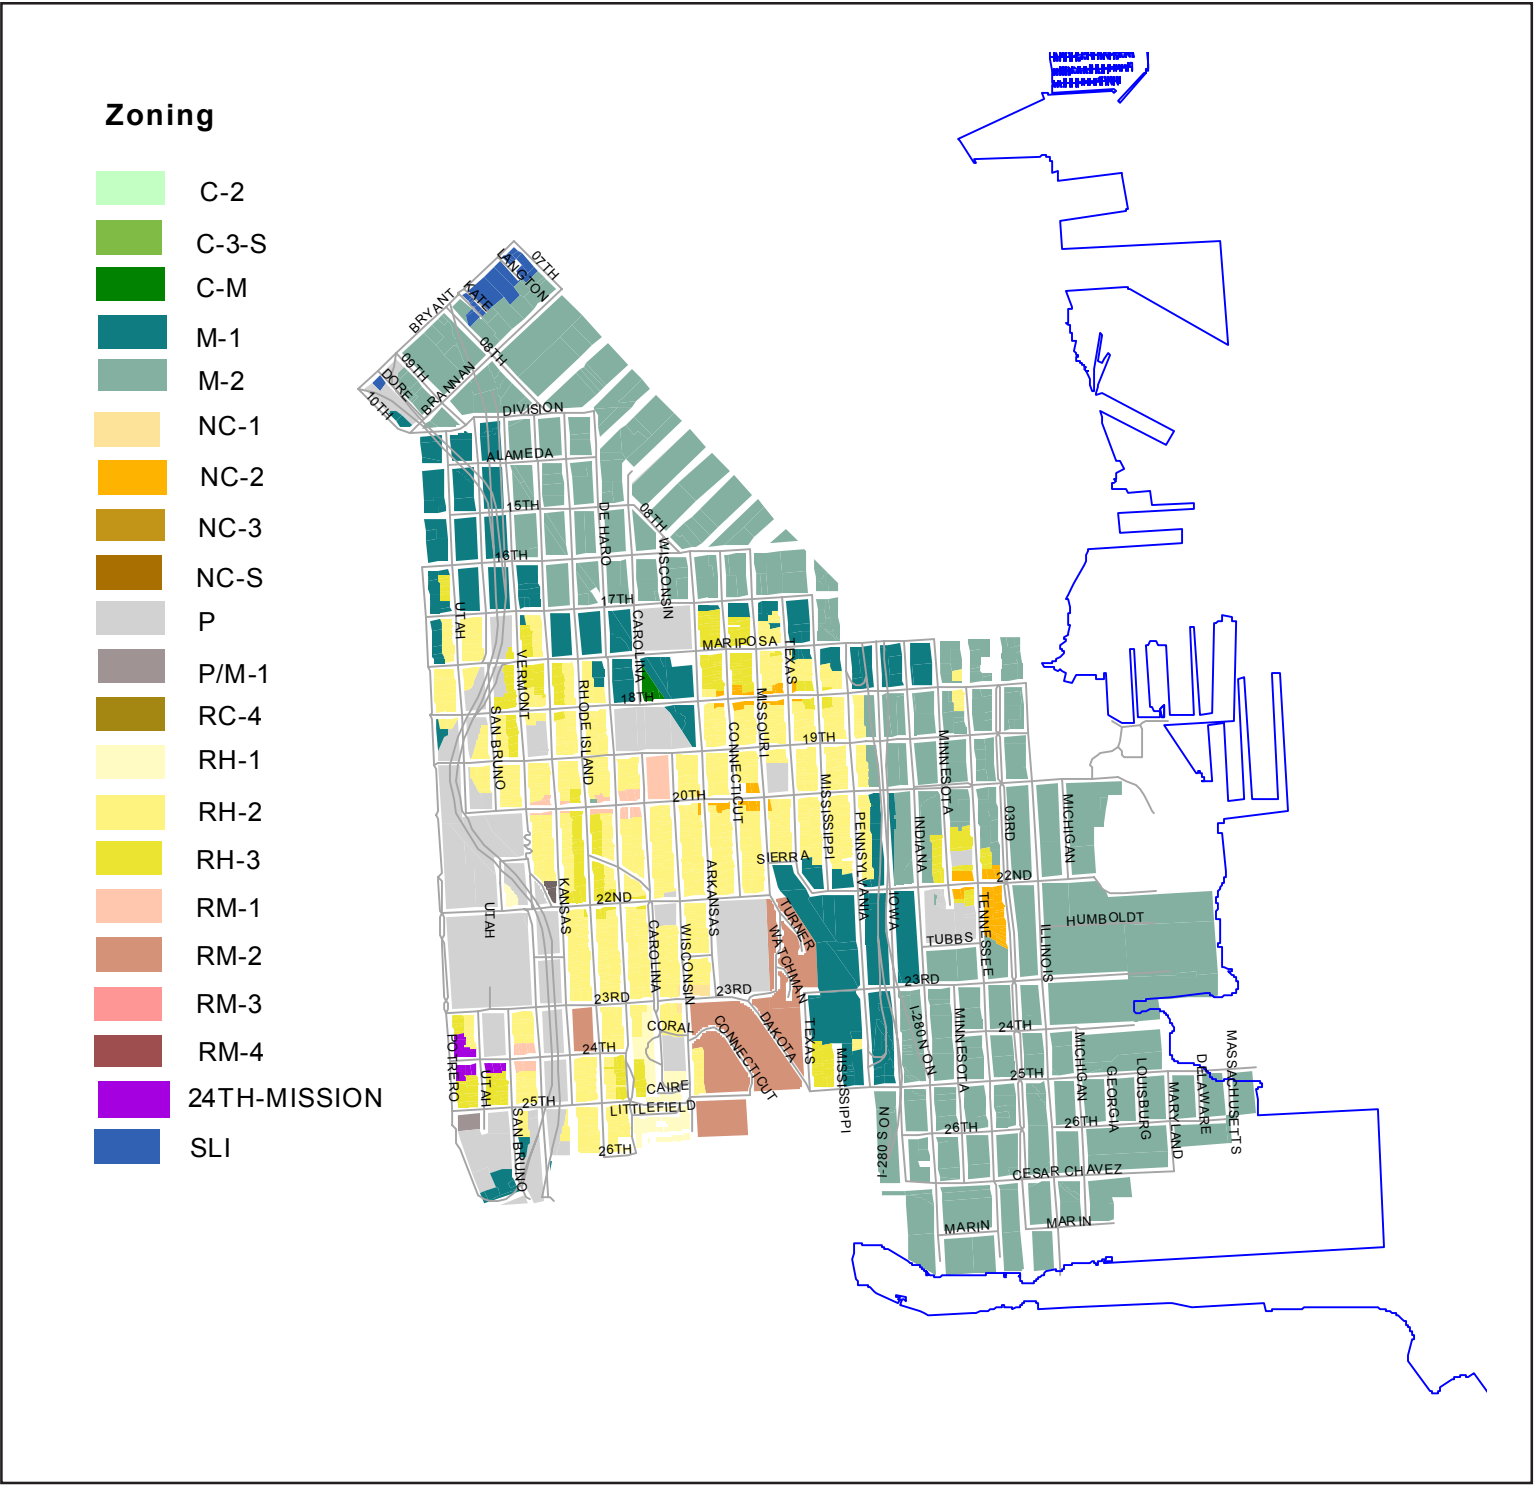 Zoning
C-2
C-3-S
C-M
M-1
M-2
NC-1
NC-2
NC-3
NC-S
P
P/M-1
RC-4
RH-1
RH-2
RH-3
RM-1
RM-2
RM-3
RM-4
24TH-MISSION
SLI
07TH
LANGTON
KATE
BRYANT
08TH
09TH
DORE
BRANNAN
10TH
DIVISION
ALAMEDA
15TH
DE HARO
08TH
WISCONSIN
16TH
17TH
UTAH
CAROLINA
MARIPOSA
TEXAS
VERMONT
RHODE ISLAND
18TH
MISSOURI
SAN BRUNO
CONNECTICUT
19TH
MINNESOTA
20TH
MISSISSIPPI
PENNSYLVANIA
INDIANA
03RD
MICHIGAN
SIERRA
ARKANSAS
22ND
KANSAS
22ND
UTAH
TURNER
IOWA
TENNESSEE
HUMBOLDT
CAROLINA
WISCONSIN
WATCHMAN
TUBBS
ILLINOIS
23RD
23RD
23RD
CORAL
CONNECTICUT
DAKOTA
TEXAS
I-280N ON
MINNESOTA
24TH
POTRERO
24TH
MISSISSIPPI
MICHIGAN
MASSACHUSETTS
UTAH
CAIRE
25TH
GEORGIA
LOUISBURG
DELAWARE
25TH
LITTLEFIELD
MARYLAND
SAN BRUNO
26TH
I-280 S ON
26TH
26TH
CESAR CHAVEZ
MARIN
MARIN